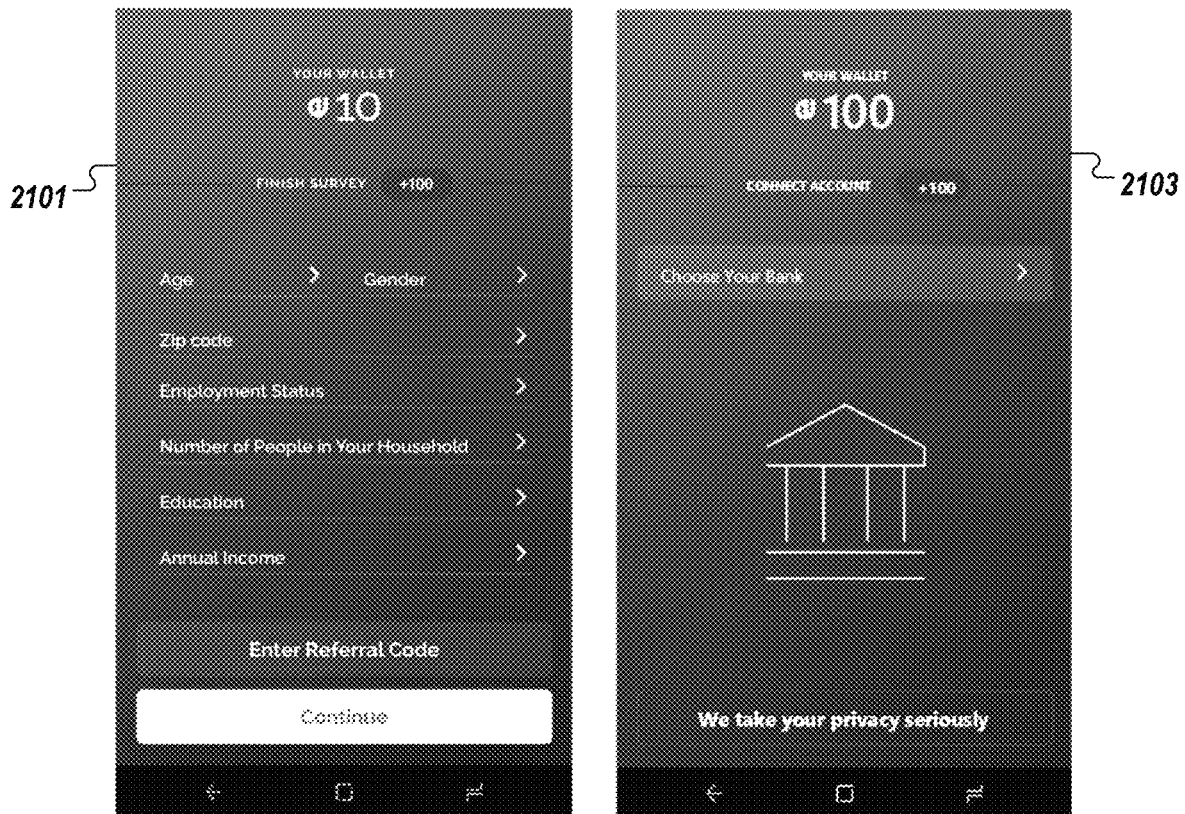 2101
YOUR WALLET
10
FINISH SURVEY +100
Age Gender
Zip code
Employment Status
Number of People in Your Household
Education
Annual Income
Enter Referral Code
Continue
2103
YOUR WALLET
100
CONNECT ACCOUNT +100
Choose Your Bank
We take your privacy seriously